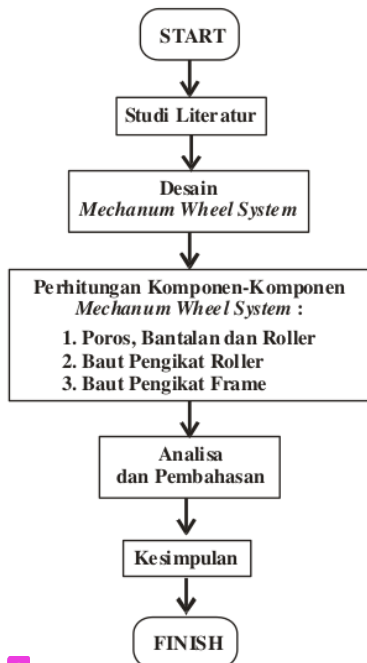 START
Studi Literatur
Desain
Mechanum Wheel System
Perhitungan Komponen-Komponen
Mechanum Wheel System :
1. Poros, Bantalan dan Roller
2. Baut Pengikat Roller
3. Baut Pengikat Frame
Analisa
dan Pembahasan
Kesimpulan
FINISH